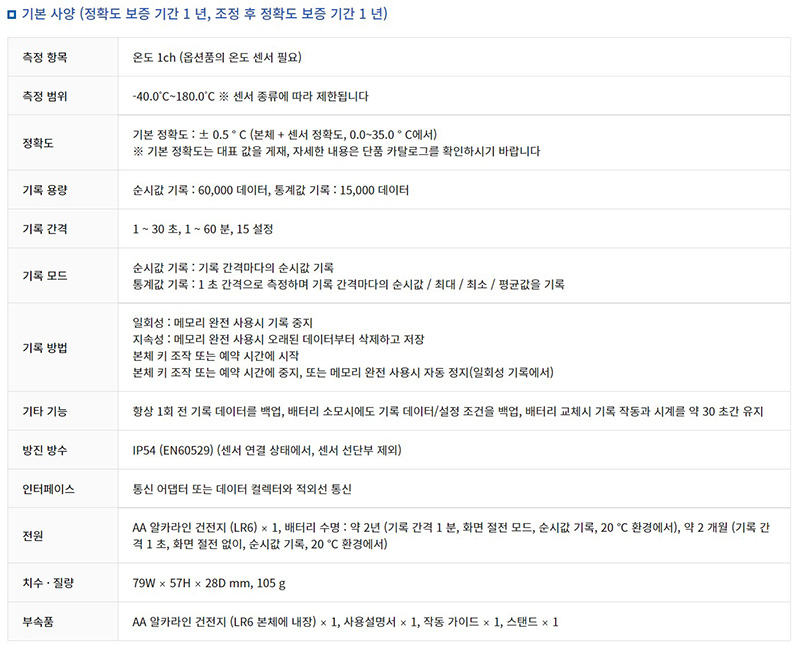 기본 사양 (정확도 보증 기간 1 년, 조정 후 정확도 보증 기간 1 년)
측정 항목
온도 1ch (옵션품의 온도 센서 필요)
측정 범위
-40.0˚C~180.0˚C ※ 센서 종류에 따라 제한됩니다
정확도
기본 정확도 : ± 0.5 ° C (본체 + 센서 정확도, 0.0~35.0 ° C에서)
※ 기본 정확도는 대표 값을 게재, 자세한 내용은 단품 카탈로그를 확인하시기 바랍니다
기록 용량
순시값 기록 : 60,000 데이터, 통계값 기록 : 15,000 데이터
기록 간격
1 ~ 30 초, 1 ~ 60 분, 15 설정
기록 모드
순시값 기록 : 기록 간격마다의 순시값 기록
통계값 기록 : 1 초 간격으로 측정하며 기록 간격마다의 순시값 / 최대 / 최소 / 평균값을 기록
기록 방법
일회성 : 메모리 완전 사용시 기록 중지
지속성 : 메모리 완전 사용시 오래된 데이터부터 삭제하고 저장
본체 키 조작 또는 예약 시간에 시작
본체 키 조작 또는 예약 시간에 중지, 또는 메모리 완전 사용시 자동 정지(일회성 기록에서)
기타 기능
항상 1회 전 기록 데이터를 백업, 배터리 소모시에도 기록 데이터/설정 조건을 백업, 배터리 교체시 기록 작동과 시계를 약 30 초간 유지
방진 방수
IP54 (EN60529) (센서 연결 상태에서, 센서 선단부 제외)
인터페이스
통신 어댑터 또는 데이터 컬렉터와 적외선 통신
전원
AA 알카라인 건전지 (LR6) × 1, 배터리 수명 : 약 2년 (기록 간격 1 분, 화면 절전 모드, 순시값 기록, 20 °C 환경에서), 약 2 개월 (기록 간
격 1 초, 화면 절전 없이, 순시값 기록, 20 °C 환경에서)
치수 · 질량
79W × 57H × 28D mm, 105 g
부속품
AA 알카라인 건전지 (LR6 본체에 내장) × 1, 사용설명서 × 1, 작동 가이드 × 1, 스탠드 × 1